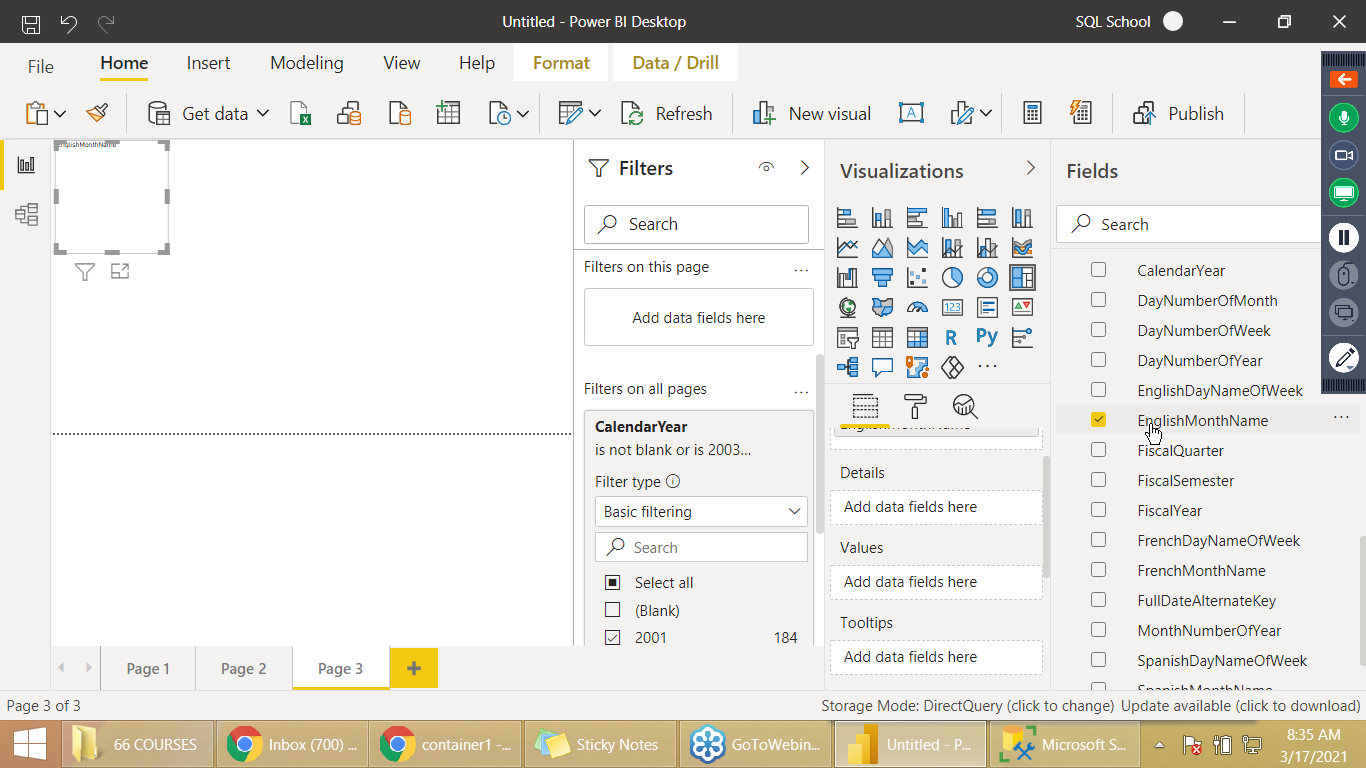 Untitled - Power BI Desktop
SQL School
File
Home
Insert
Modeling
View
Help
Format
Data / Drill
Get data
Refresh
New visual
Publish
EnglishMonthName
Filters
Search
Filters on this page
...
Add data fields here
Filters on all pages
...
CalendarYear
is not blank or is 2003...
Filter type
Basic filtering
Search
Select all
(Blank)
2001 184
Visualizations
123
R
Py
...
EnglishMonthName
Details
Add data fields here
Values
Add data fields here
Tooltips
Add data fields here
Fields
Search
CalendarYear
DayNumberOfMonth
DayNumberOfWeek
DayNumberOfYear
EnglishDayNameOfWeek
EnglishMonthName ...
FiscalQuarter
FiscalSemester
FiscalYear
FrenchDayNameOfWeek
FrenchMonthName
FullDateAlternateKey
MonthNumberOfYear
SpanishDayNameOfWeek
SpanishMonthName
Page 1
Page 2
Page 3
Page 3 of 3
Storage Mode: DirectQuery (click to change)
Update available (click to download)
66 COURSES
Inbox (700) ...
container1 -...
Sticky Notes
GoToWebin...
Untitled - P...
Microsoft S...
8:35 AM
3/17/2021